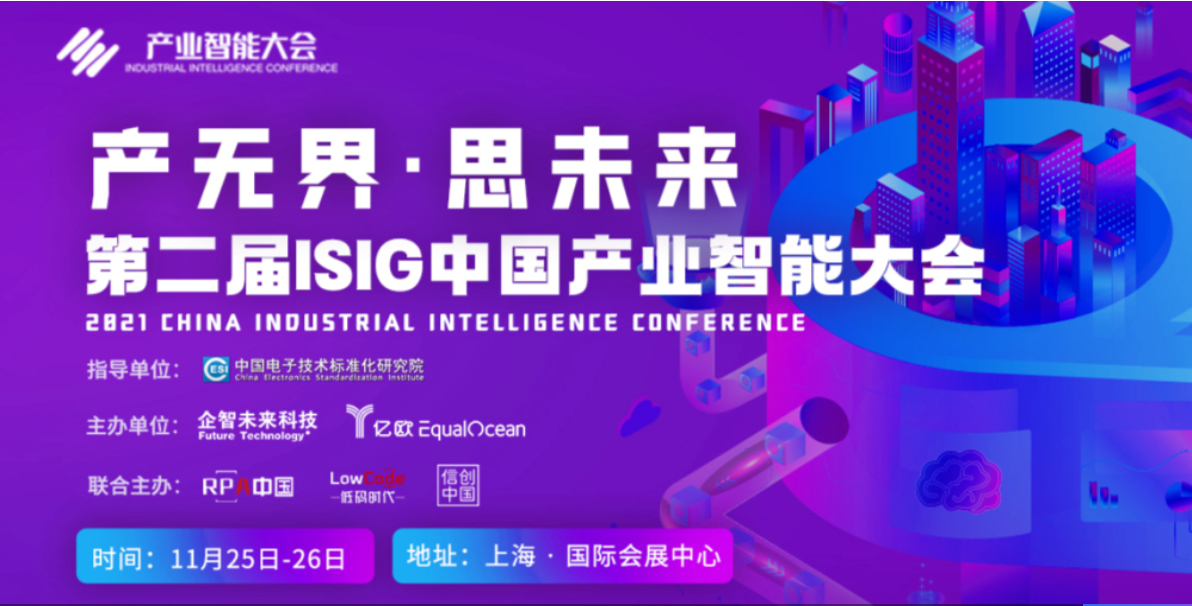 产业智能大会
INDUSTRIAL INTELLIGENCE CONFERENCE
产无界·思未来
第二届ISIG中国产业智能大会
2021 CHINA INDUSTRIAL INTELLIGENCE CONFERENCE
指导单位： CESI 中国电子技术标准化研究院
China Electronics Standardization Institute
主办单位： 企智未来科技 亿欧 EqualOcean
Future Technology
联合主办： RPA中国 LowCode 信创
低码时代 中国
时间：11月25日-26日 地址：上海·国际会展中心